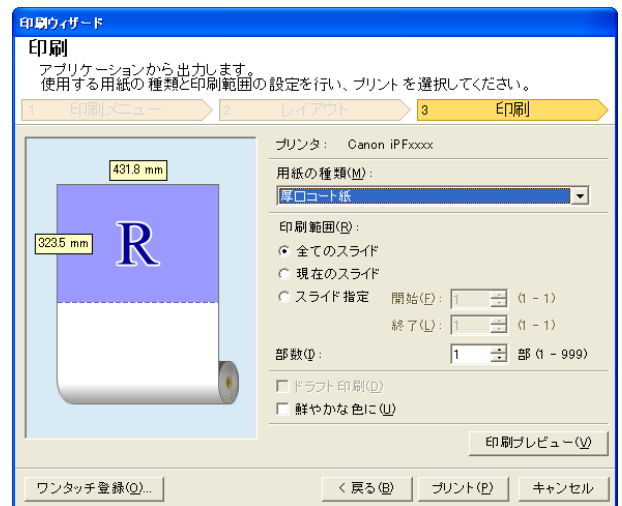 印刷ウィザード
印刷
アプリケーションから出力します。
使用する用紙の種類と印刷範囲の設定を行い、プリントを選択してください。
1 印刷メニュー 2 レイアウト 3 印刷
プリンタ： Canon iPFxxxx
431.8 mm
用紙の種類(M)：
厚口コート紙
323.5 mm
R
印刷範囲(R)：
全てのスライド
現在のスライド
スライド指定 開始(F)： 1 (1 - 1)
終了(L)： 1 (1 - 1)
部数(I)： 1 部 (1 - 999)
ドラフト印刷(D)
鮮やかな色に(U)
印刷プレビュー(V)
ワンタッチ登録(O)... < 戻る(B) プリント(P) キャンセル